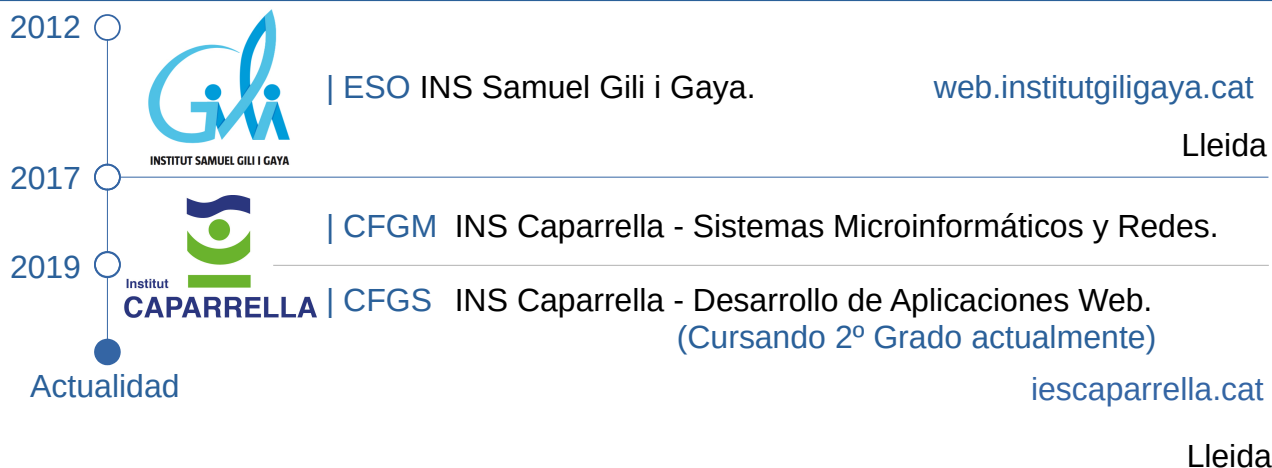 2012
Gili
INSTITUT SAMUEL GILI I GAYA
| ESO INS Samuel Gili i Gaya. web.institutgiligaya.cat
Lleida
2017
| CFGM INS Caparrella - Sistemas Microinformáticos y Redes.
2019
Institut
CAPARRELLA
| CFGS INS Caparrella - Desarrollo de Aplicaciones Web.
(Cursando 2º Grado actualmente)
Actualidad
iescaparrella.cat
Lleida